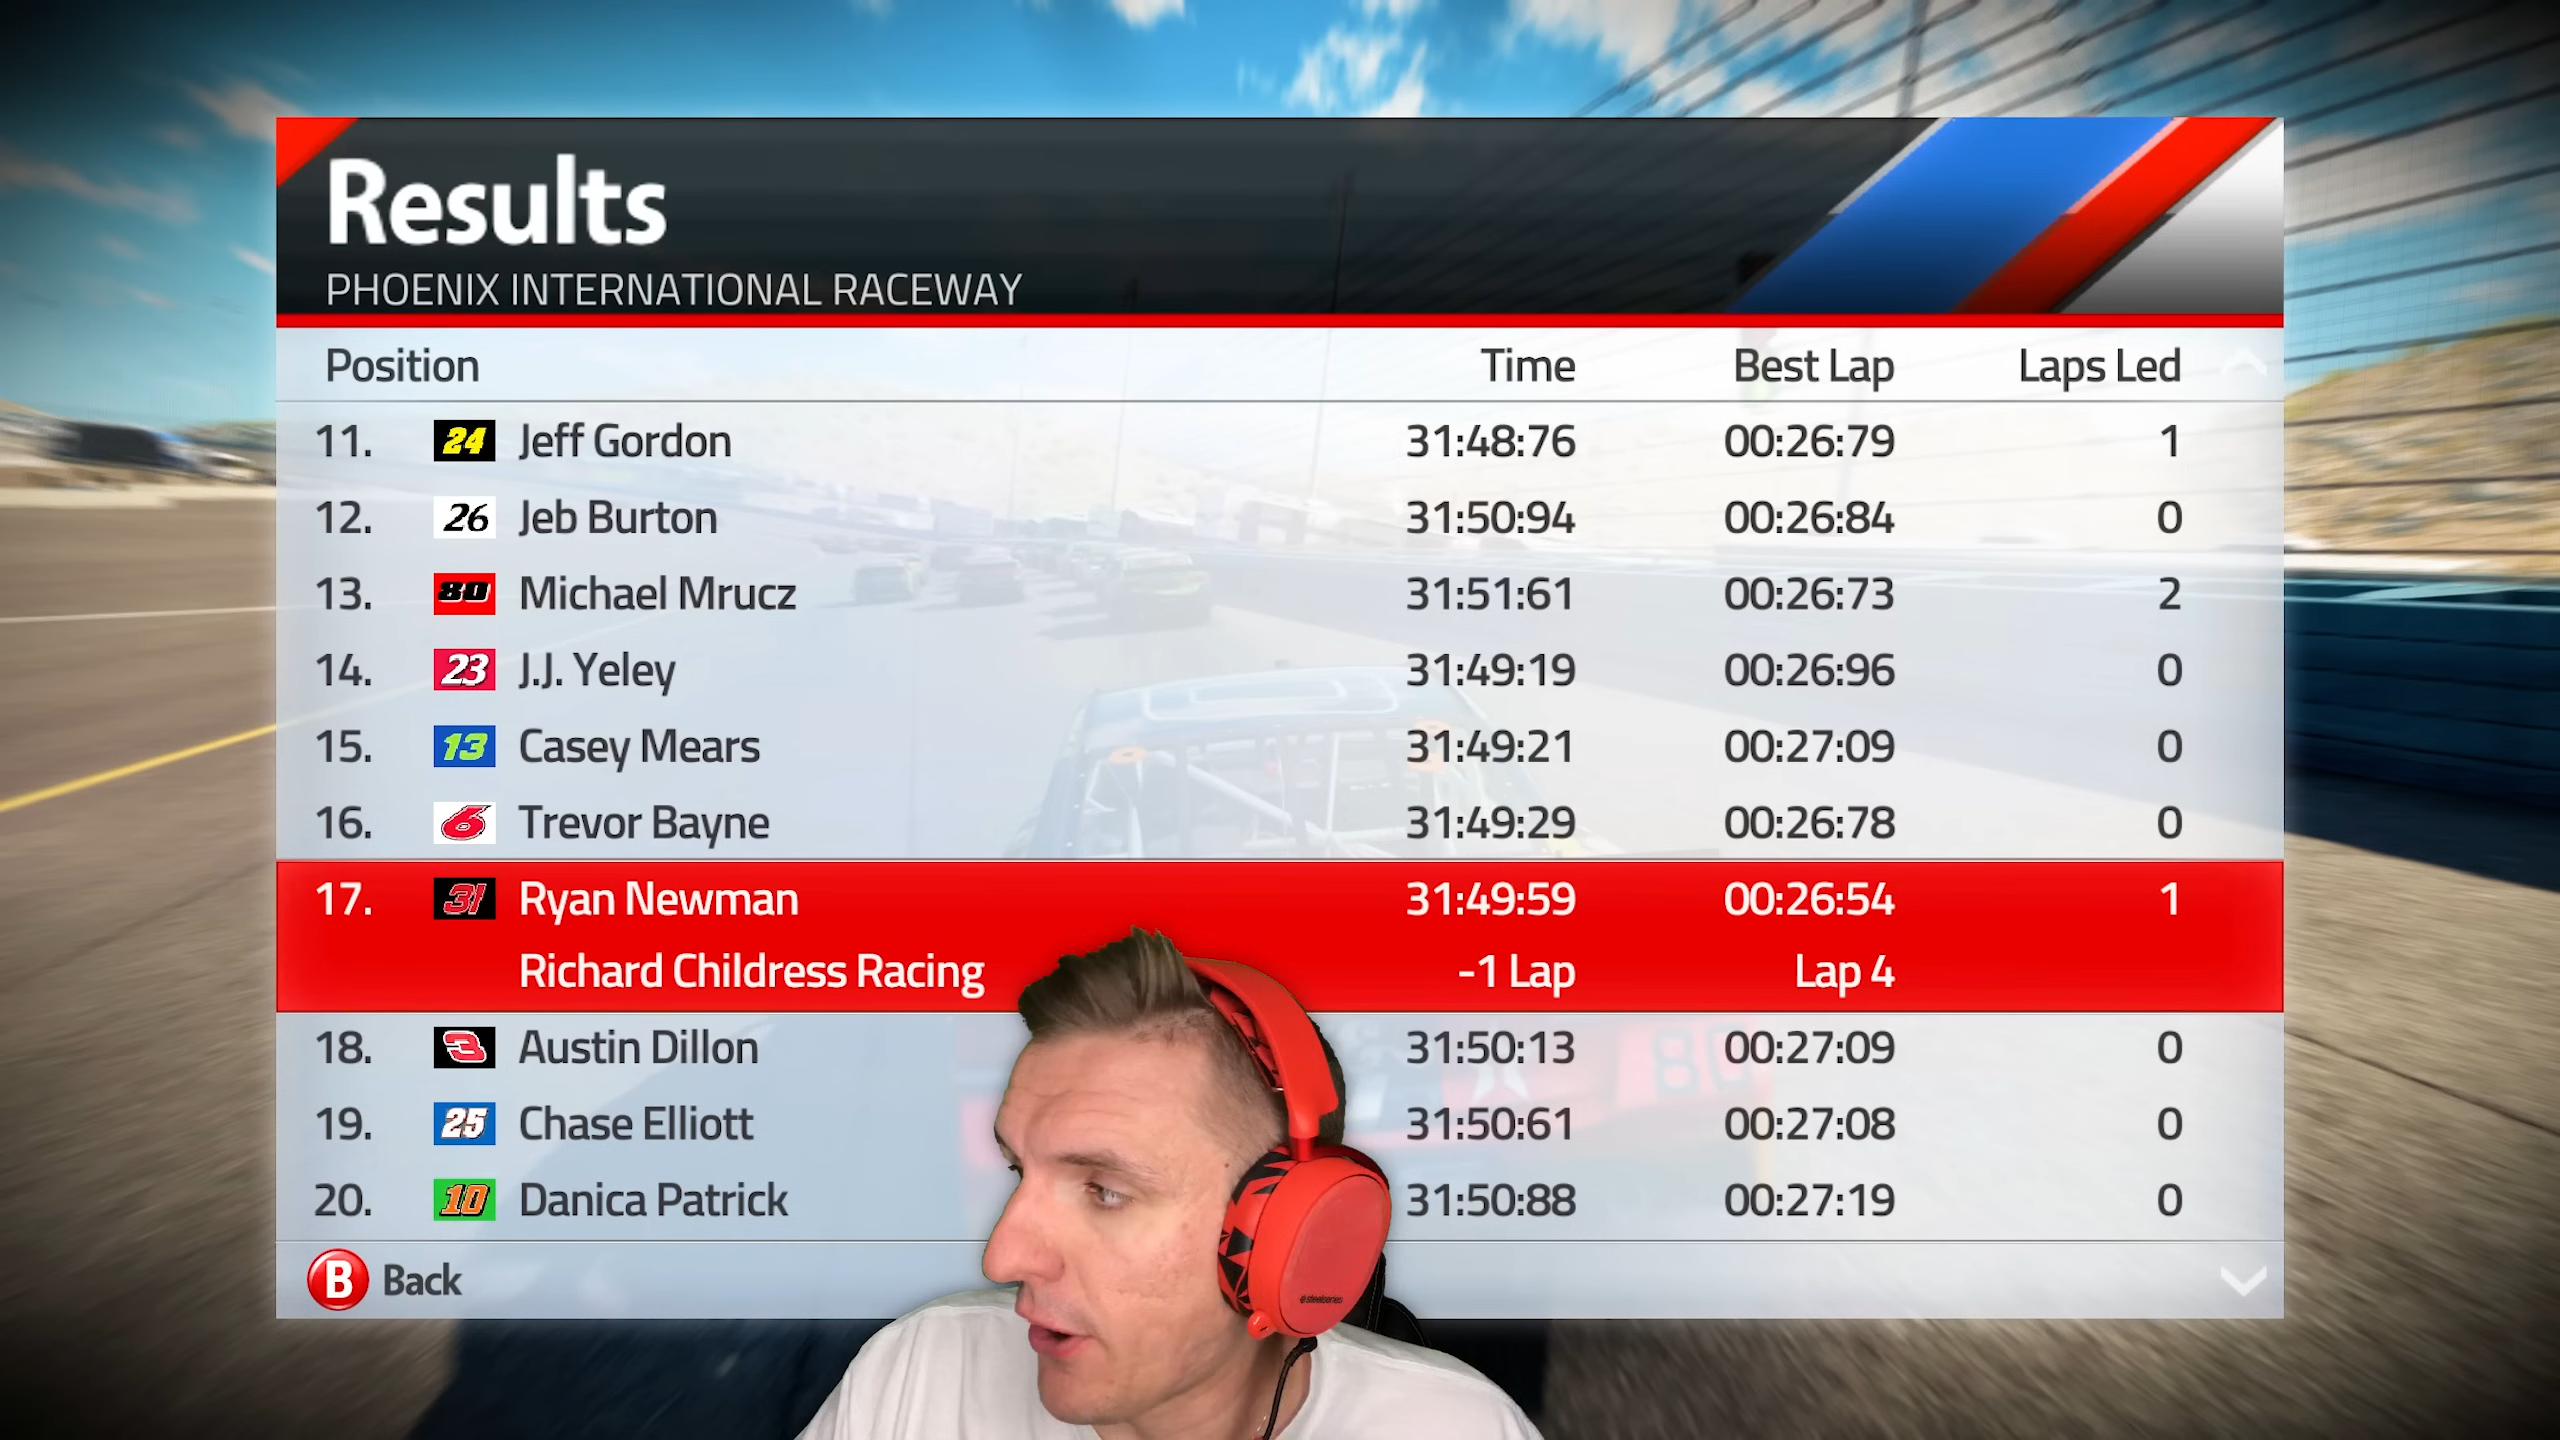 Results
PHOENIX INTERNATIONAL RACEWAY
Position Time Best Lap Laps Led
11. 24 Jeff Gordon 31:48:76 00:26:79 1
12. 26 Jeb Burton 31:50:94 00:26:84 0
13. 80 Michael Mrucz 31:51:61 00:26:73 2
14. 23 J.J. Yeley 31:49:19 00:26:96 0
15. 13 Casey Mears 31:49:21 00:27:09 0
16. 6 Trevor Bayne 31:49:29 00:26:78 0
17. 31 Ryan Newman 31:49:59 00:26:54 1
Richard Childress Racing -1 Lap Lap 4
18. 3 Austin Dillon 31:50:13 00:27:09 0
19. 25 Chase Elliott 31:50:61 00:27:08 0
20. 10 Danica Patrick 31:50:88 00:27:19 0
B Back
steelseries